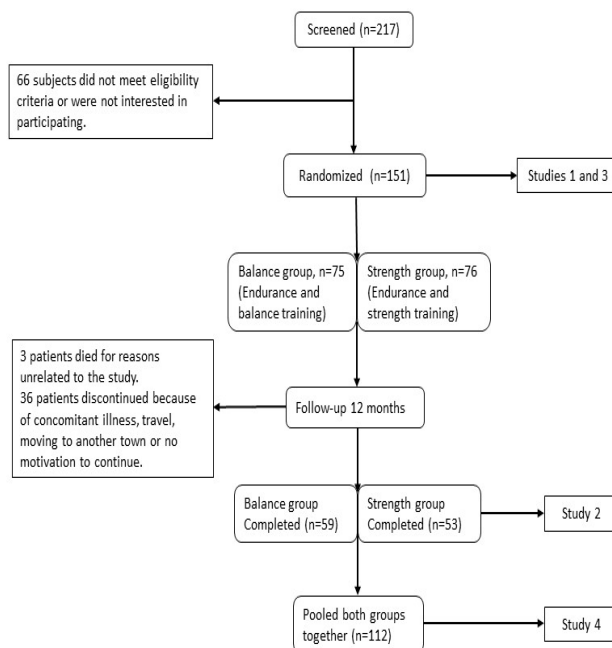 Screened (n=217)
66 subjects did not meet eligibility
criteria or were not interested in
participating.
Randomized (n=151)
Studies 1 and 3
Balance group, n=75
(Endurance and
balance training)
Strength group, n=76
(Endurance and
strength training)
3 patients died for reasons
unrelated to the study.
36 patients discontinued because
of concomitant illness, travel,
moving to another town or no
motivation to continue.
Follow-up 12 months
Balance group
Completed (n=59)
Strength group
Completed (n=53)
Study 2
Pooled both groups
together (n=112)
Study 4